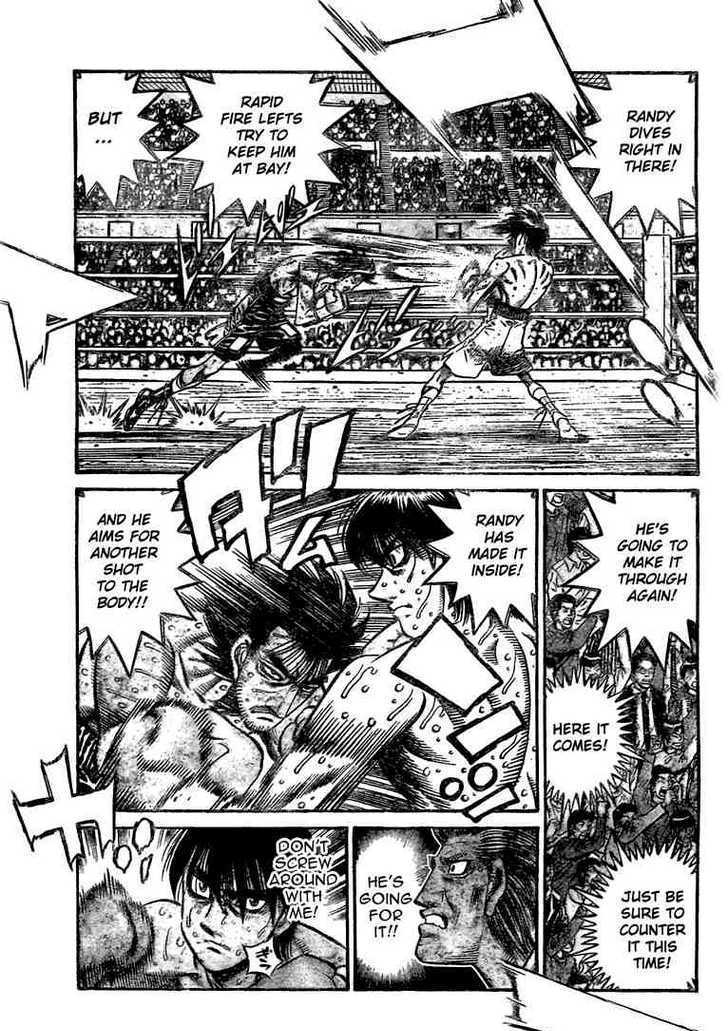 RANDY
DIVES
RIGHT IN
THERE!
RAPID
FIRE LEFTS
TRY TO
KEEP HIM
AT BAY!
BUT
...
HE'S
GOING TO
MAKE IT
THROUGH
AGAIN!
HERE IT
COMES!
JUST BE
SURE TO
COUNTER
IT THIS
TIME!
RANDY
HAS
MADE IT
INSIDE!
AND HE
AIMS FOR
ANOTHER
SHOT
TO THE
BODY!!
HE'S
GOING
FOR
IT!!
DON'T
SCREW
AROUND
WITH
ME!